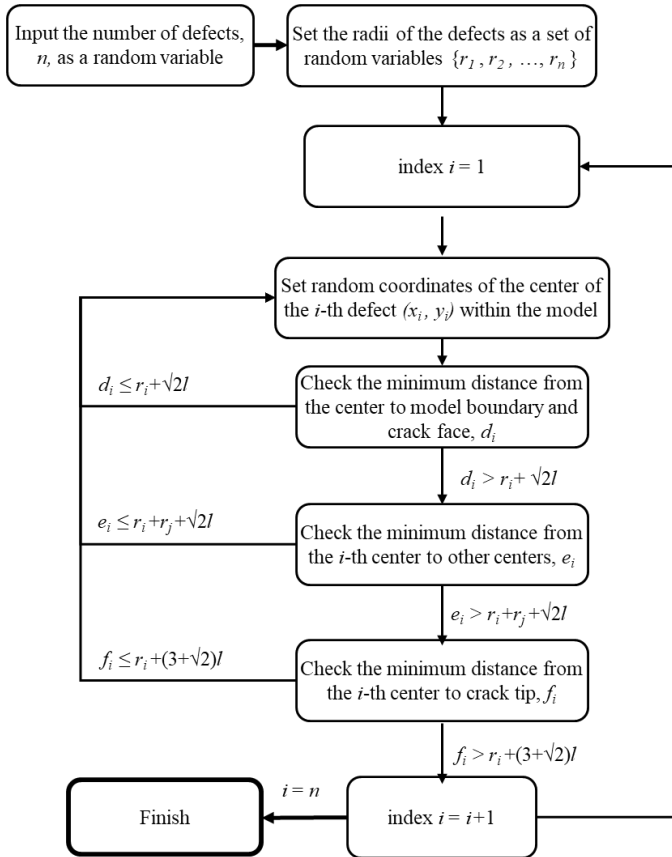 Input the number of defects,
n, as a random variable
Set the radii of the defects as a set of
random variables {r₁, r₂, …, rₙ}
index i = 1
Set random coordinates of the center of
the i-th defect (xᵢ, yᵢ) within the model
dᵢ ≤ rᵢ+√2l
Check the minimum distance from
the center to model boundary and
crack face, dᵢ
dᵢ > rᵢ+ √2l
eᵢ ≤ rᵢ+rⱼ+√2l
Check the minimum distance from
the i-th center to other centers, eᵢ
eᵢ > rᵢ+rⱼ+√2l
fᵢ ≤ rᵢ+(3+√2)l
Check the minimum distance from
the i-th center to crack tip, fᵢ
fᵢ > rᵢ+(3+√2)l
i = n
Finish
index i = i+1